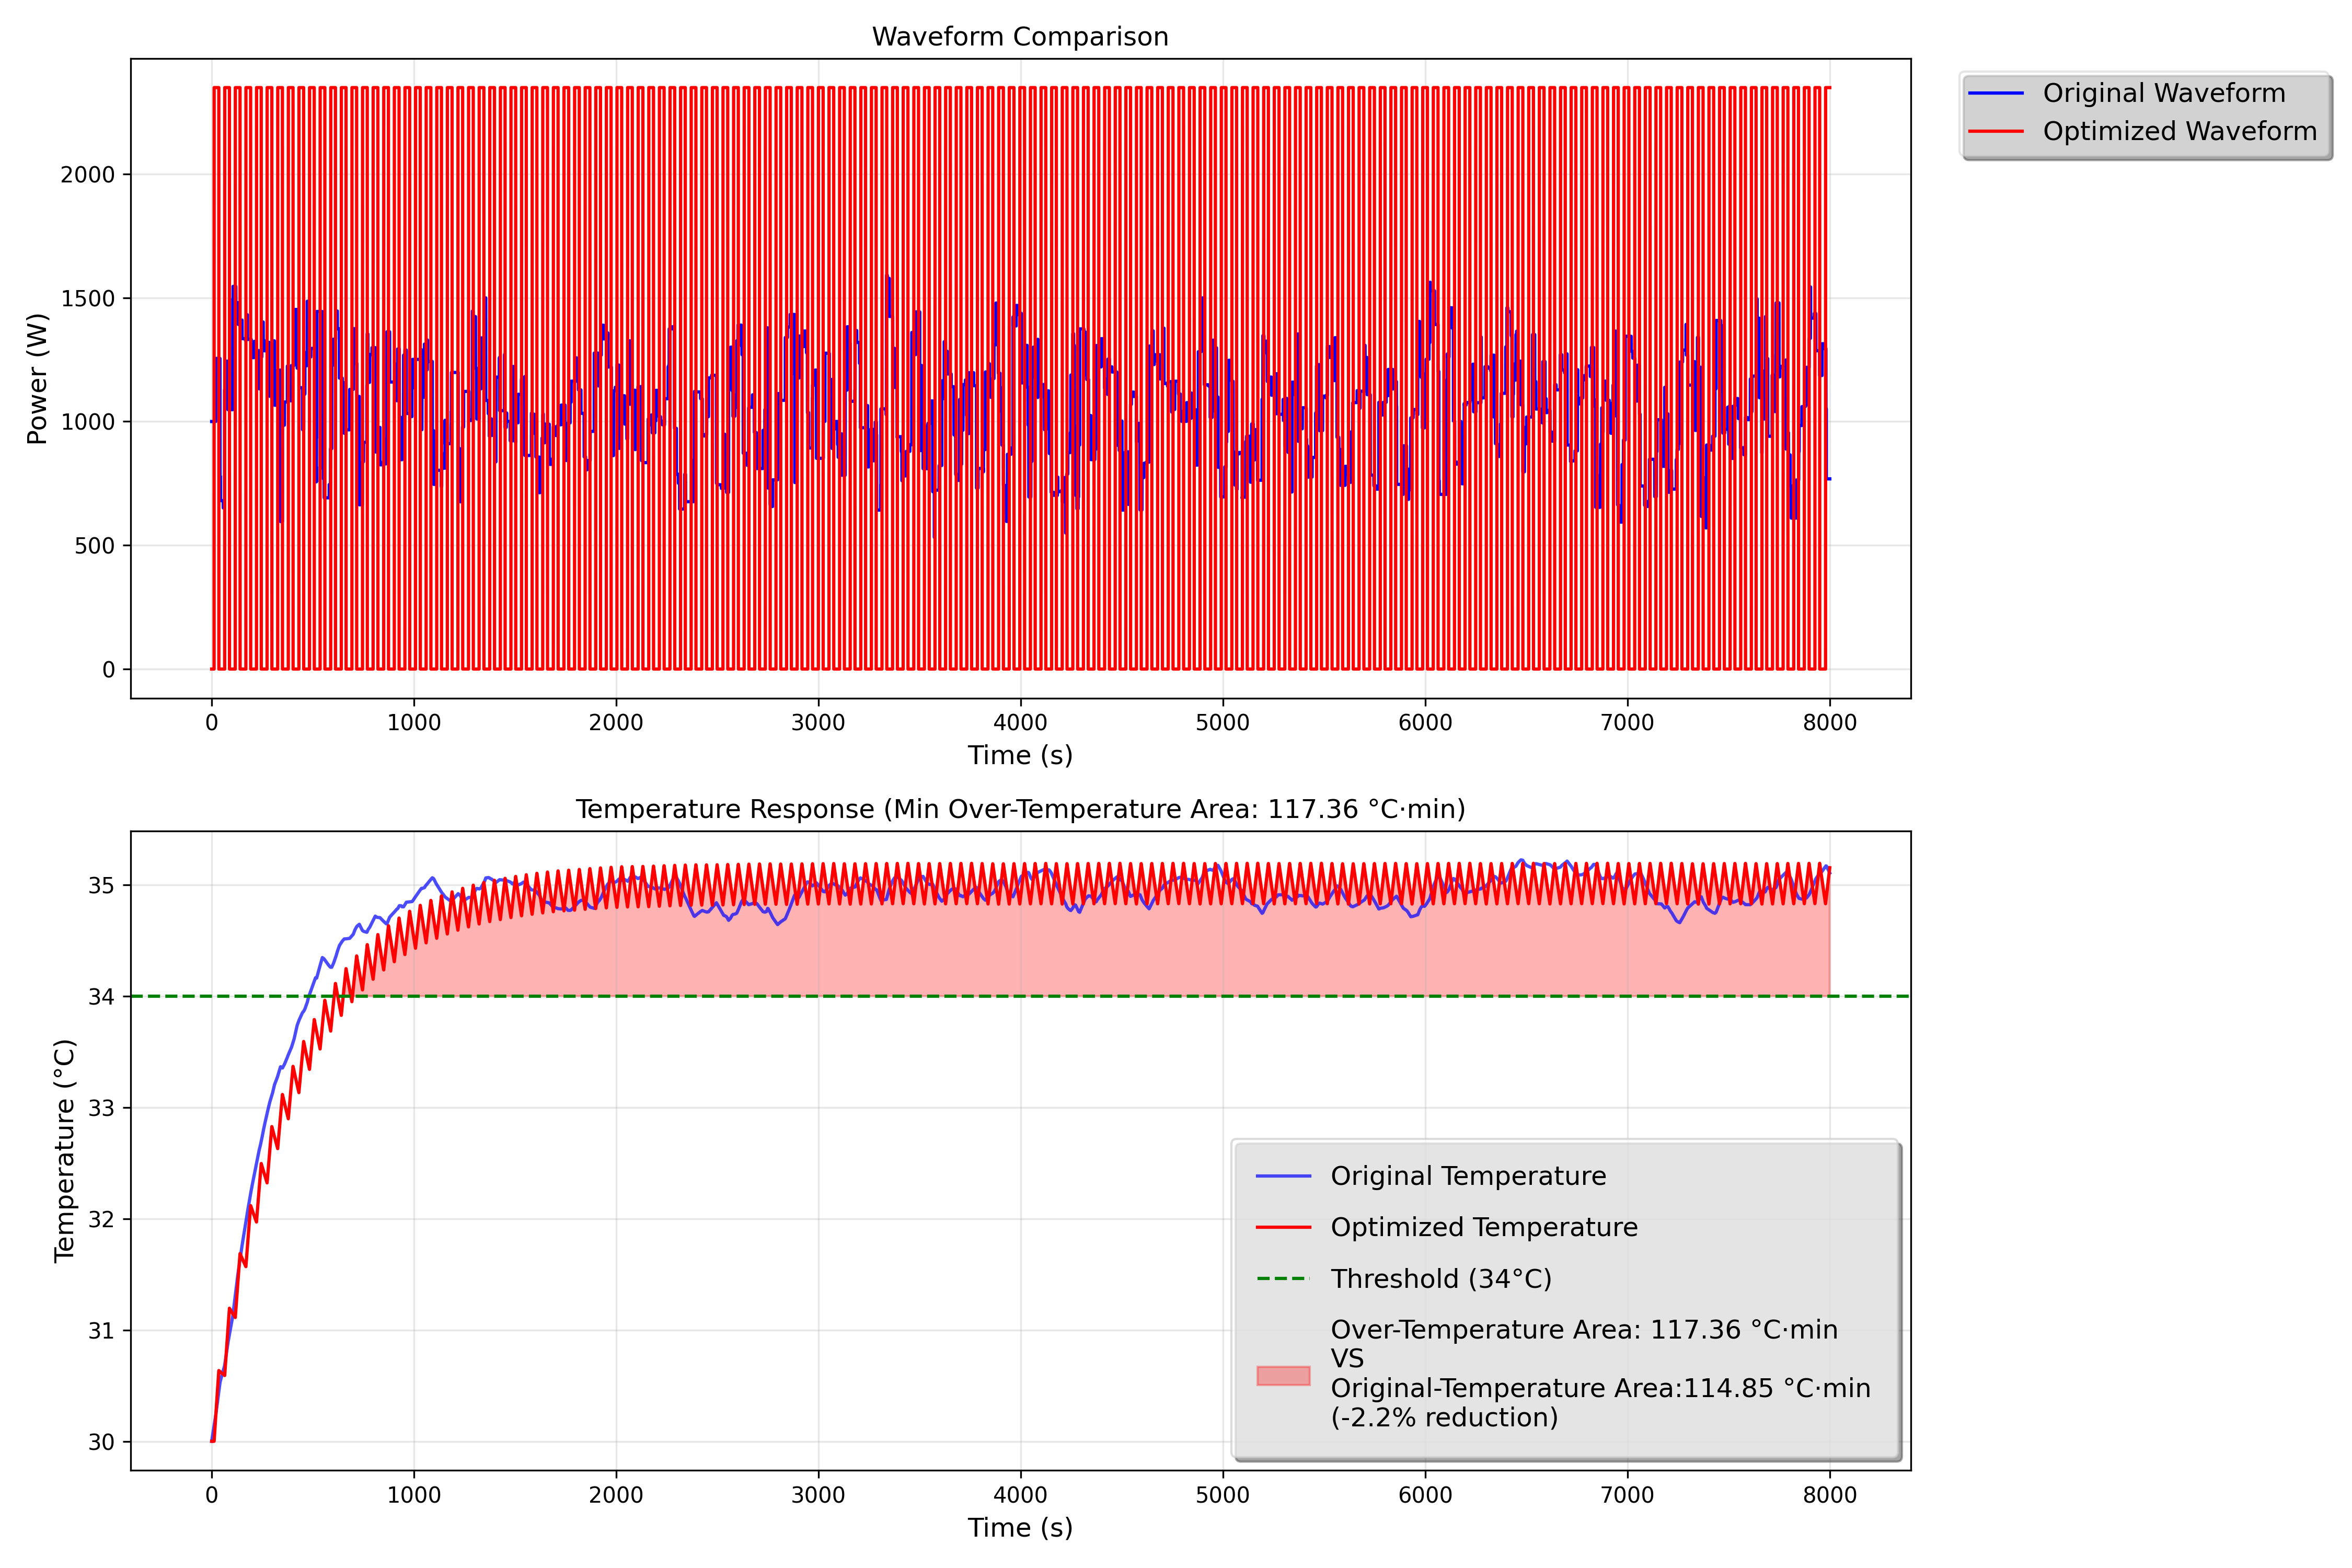 Waveform Comparison
Power (W)
2000
1500
1000
500
0
0 1000 2000 3000 4000 5000 6000 7000 8000
Time (s)
Original Waveform
Optimized Waveform
Temperature Response (Min Over-Temperature Area: 117.36 °C·min)
Temperature (°C)
35
34
33
32
31
30
0 1000 2000 3000 4000 5000 6000 7000 8000
Time (s)
Original Temperature
Optimized Temperature
Threshold (34°C)
Over-Temperature Area: 117.36 °C·min
VS
Original-Temperature Area:114.85 °C·min
(-2.2% reduction)